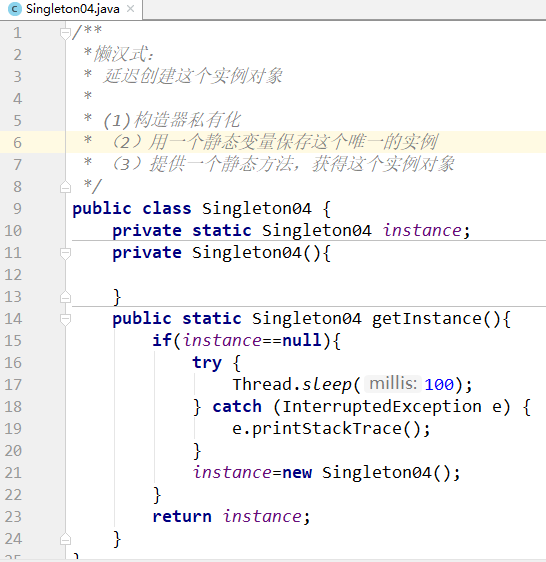 Singleton04.java
1 /**
2 *懒汉式：
3 * 延迟创建这个实例对象
4 *
5 * (1)构造器私有化
6 * （2）用一个静态变量保存这个唯一的实例
7 * （3）提供一个静态方法，获得这个实例对象
8 */
9 public class Singleton04 {
10 private static Singleton04 instance;
11 private Singleton04(){
12
13 }
14 public static Singleton04 getInstance(){
15 if(instance==null){
16 try {
17 Thread.sleep( millis: 100);
18 } catch (InterruptedException e) {
19 e.printStackTrace();
20 }
21 instance=new Singleton04();
22 }
23 return instance;
24 }
25 }